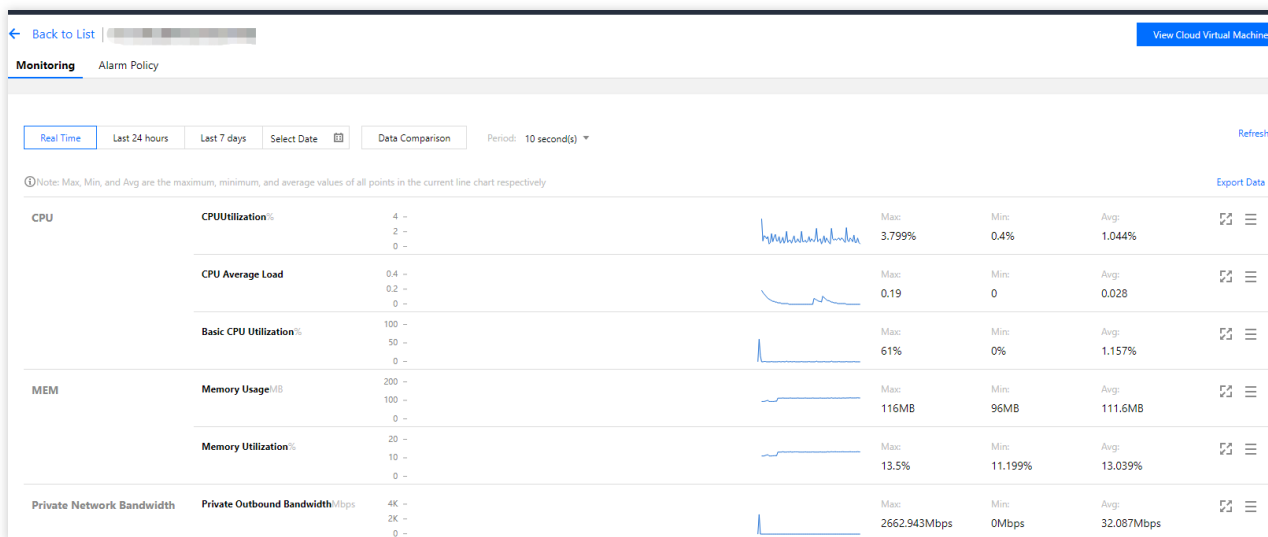 Back to List
View Cloud Virtual Machine
Monitoring Alarm Policy
Real Time Last 24 hours Last 7 days Select Date Data Comparison Period: 10 second(s)
Refresh
Note: Max, Min, and Avg are the maximum, minimum, and average values of all points in the current line chart respectively
Export Data
CPU CPUUtilization% 4 2 0 Max: Min: Avg:
3.799% 0.4% 1.044%
CPU Average Load 0.4 0.2 0 Max: Min: Avg:
0.19 0 0.028
Basic CPU Utilization% 100 50 0 Max: Min: Avg:
61% 0% 1.157%
MEM Memory UsageMB 200 100 0 Max: Min: Avg:
116MB 96MB 111.6MB
Memory Utilization% 20 10 0 Max: Min: Avg:
13.5% 11.199% 13.039%
Private Network Bandwidth Private Outbound BandwidthMbps 4K 2K 0 Max: Min: Avg:
2662.943Mbps 0Mbps 32.087Mbps